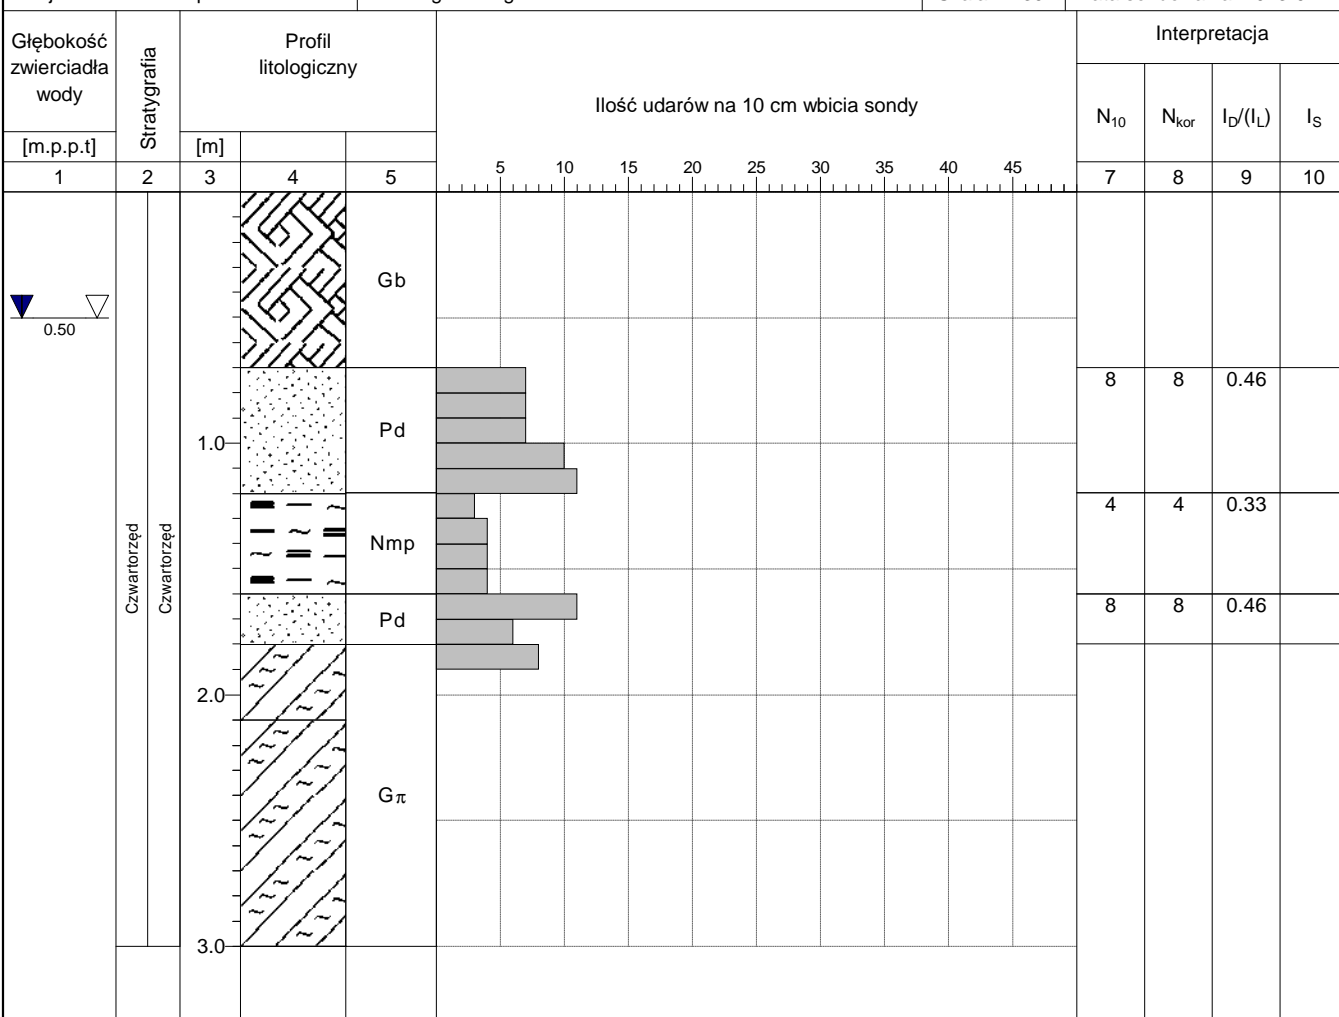 Głębokość
zwierciadła
wody
[m.p.p.t]
Stratygrafia
Profil
litologiczny
[m]
Ilość udarów na 10 cm wbicia sondy
Interpretacja
N10 Nkor ID/(IL) IS
5 10 15 20 25 30 35 40 45
1 2 3 4 5 7 8 9 10
Gb
0.50
8 8 0.46
Pd
1.0
4 4 0.33
Nmp
Czwartorzęd
Czwartorzęd
8 8 0.46
Pd
2.0
Gπ
3.0